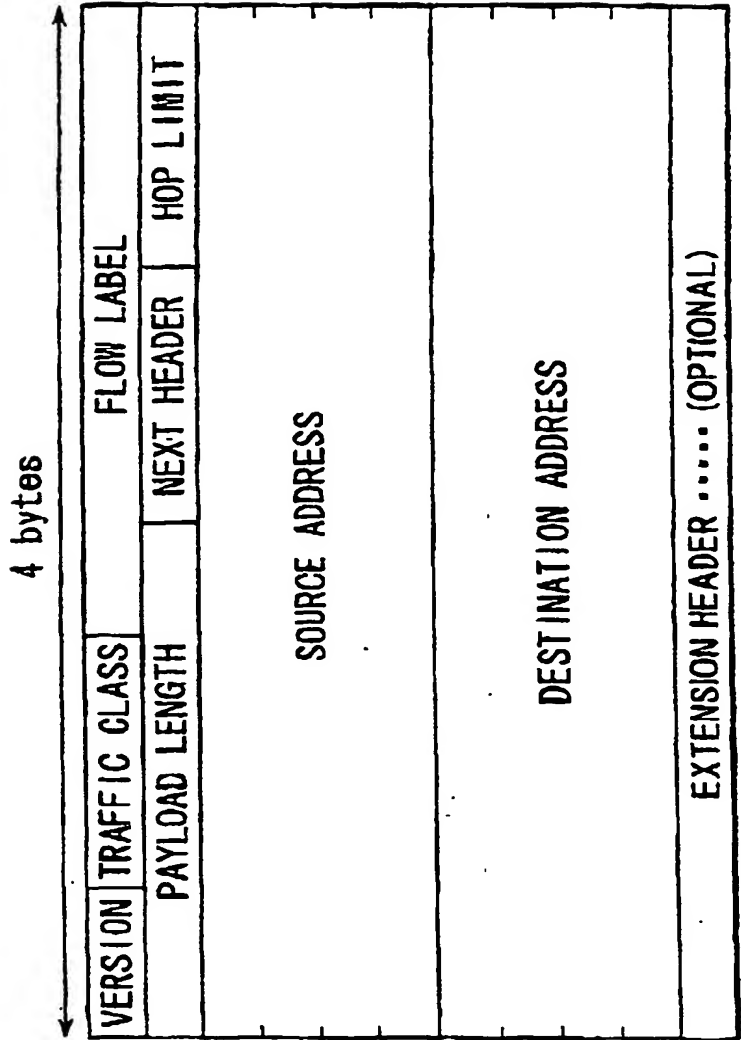 4 bytes
VERSION TRAFFIC CLASS FLOW LABEL
PAYLOAD LENGTH NEXT HEADER HOP LIMIT
SOURCE ADDRESS
DESTINATION ADDRESS
EXTENSION HEADER ..... (OPTIONAL)